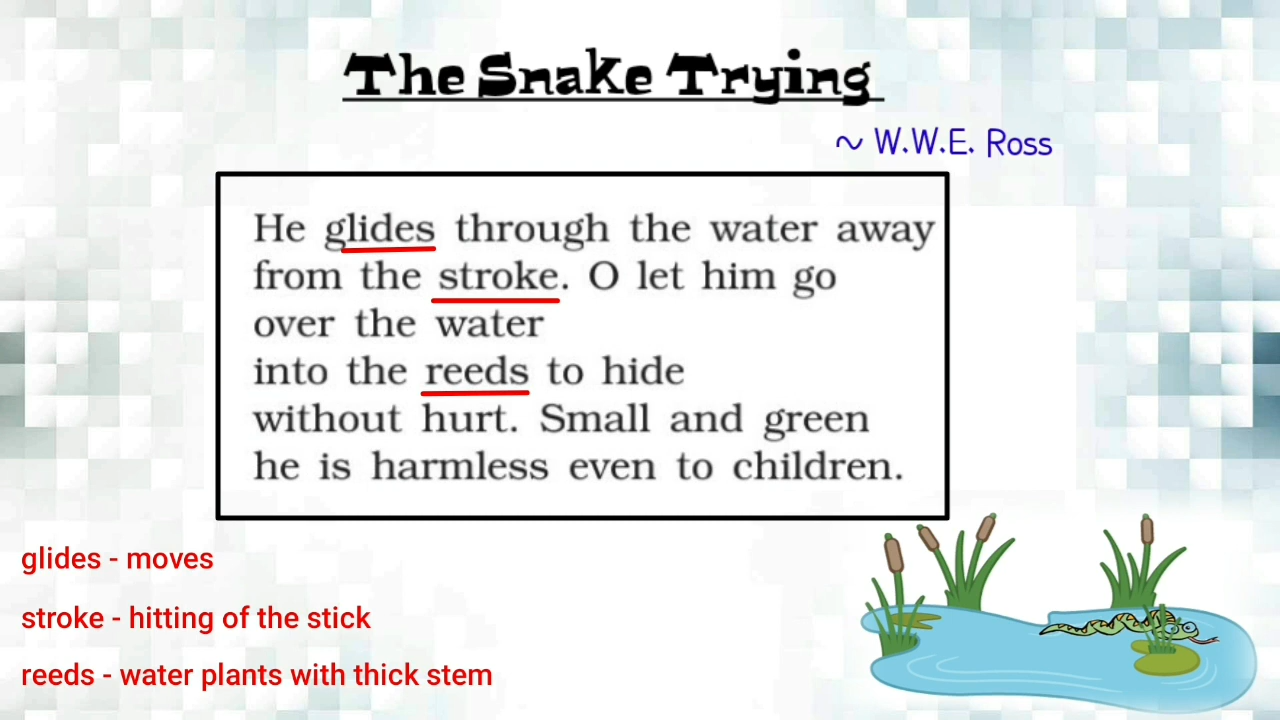 The Snake Trying
~ W.W.E. Ross
He glides through the water away
from the stroke. O let him go
over the water
into the reeds to hide
without hurt. Small and green
he is harmless even to children.
glides - moves
stroke - hitting of the stick
reeds - water plants with thick stem